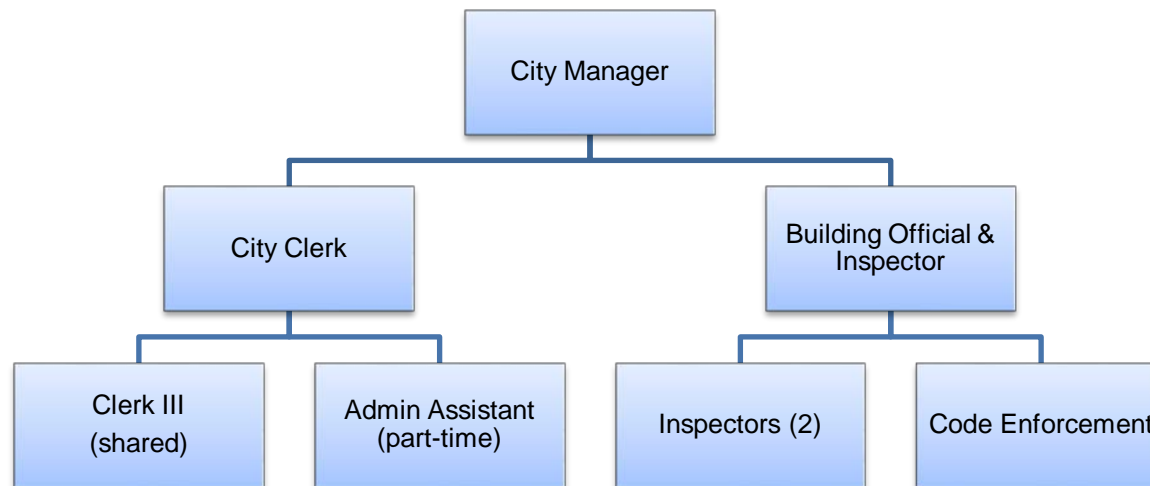 City Manager
City Clerk
Building Official &
Inspector
Clerk III
(shared)
Admin Assistant
(part-time)
Inspectors (2)
Code Enforcement